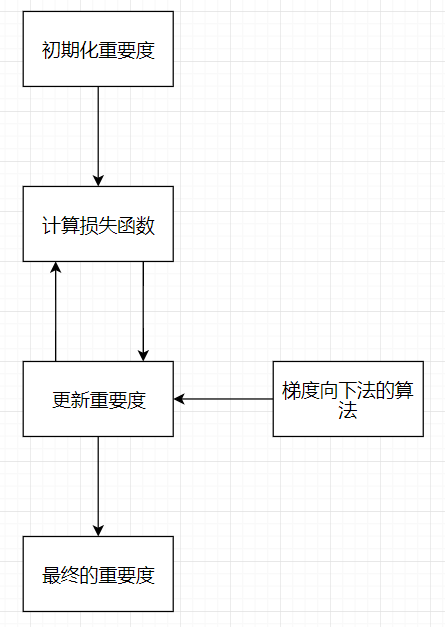 初期化重要度
计算损失函数
更新重要度
梯度向下法的算
法
最终的重要度